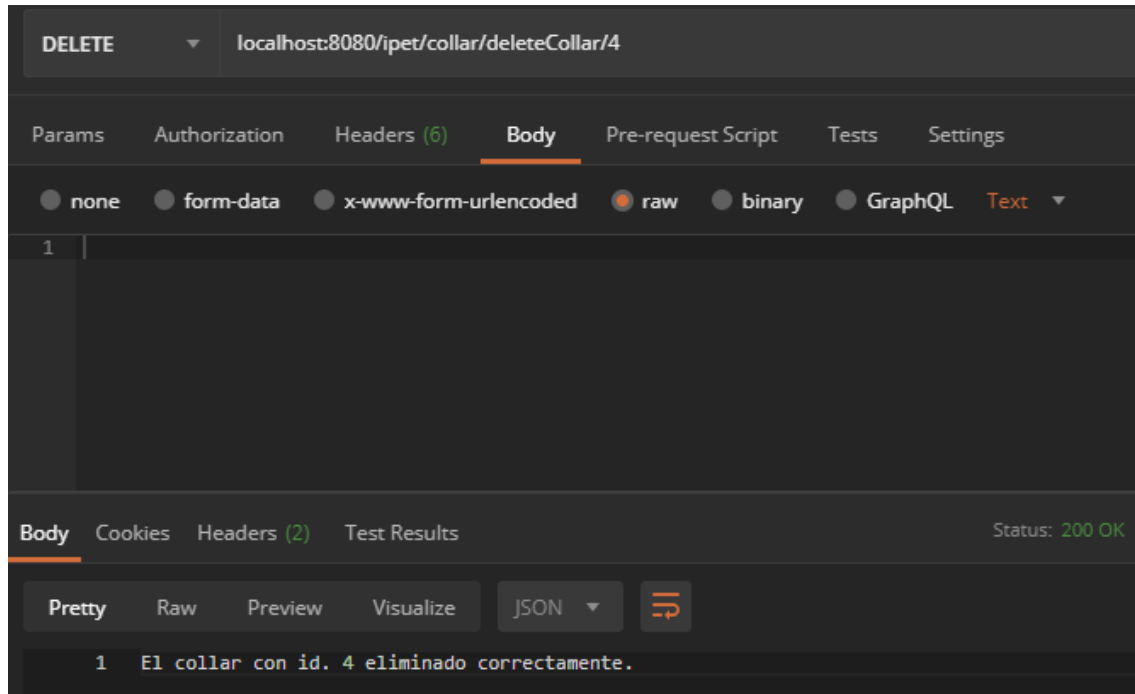 DELETE localhost:8080/ipet/collar/deleteCollar/4
Params Authorization Headers (6) Body Pre-request Script Tests Settings
none form-data x-www-form-urlencoded raw binary GraphQL Text
1
Body Cookies Headers (2) Test Results Status: 200 OK
Pretty Raw Preview Visualize JSON
1 El collar con id. 4 eliminado correctamente.